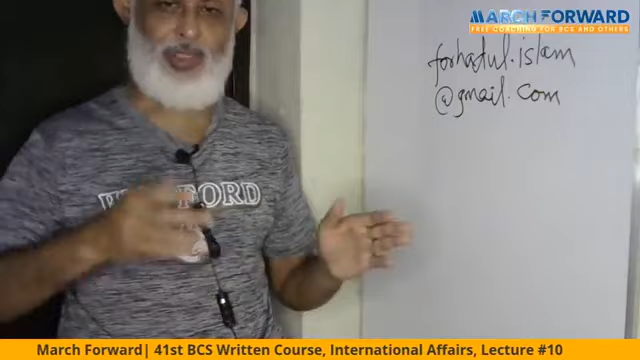 MARCH FORWARD
FREE COACHING FOR BCS AND OTHERS
forhadul.islam
@gmail.com
March Forward| 41st BCS Written Course, International Affairs, Lecture #10